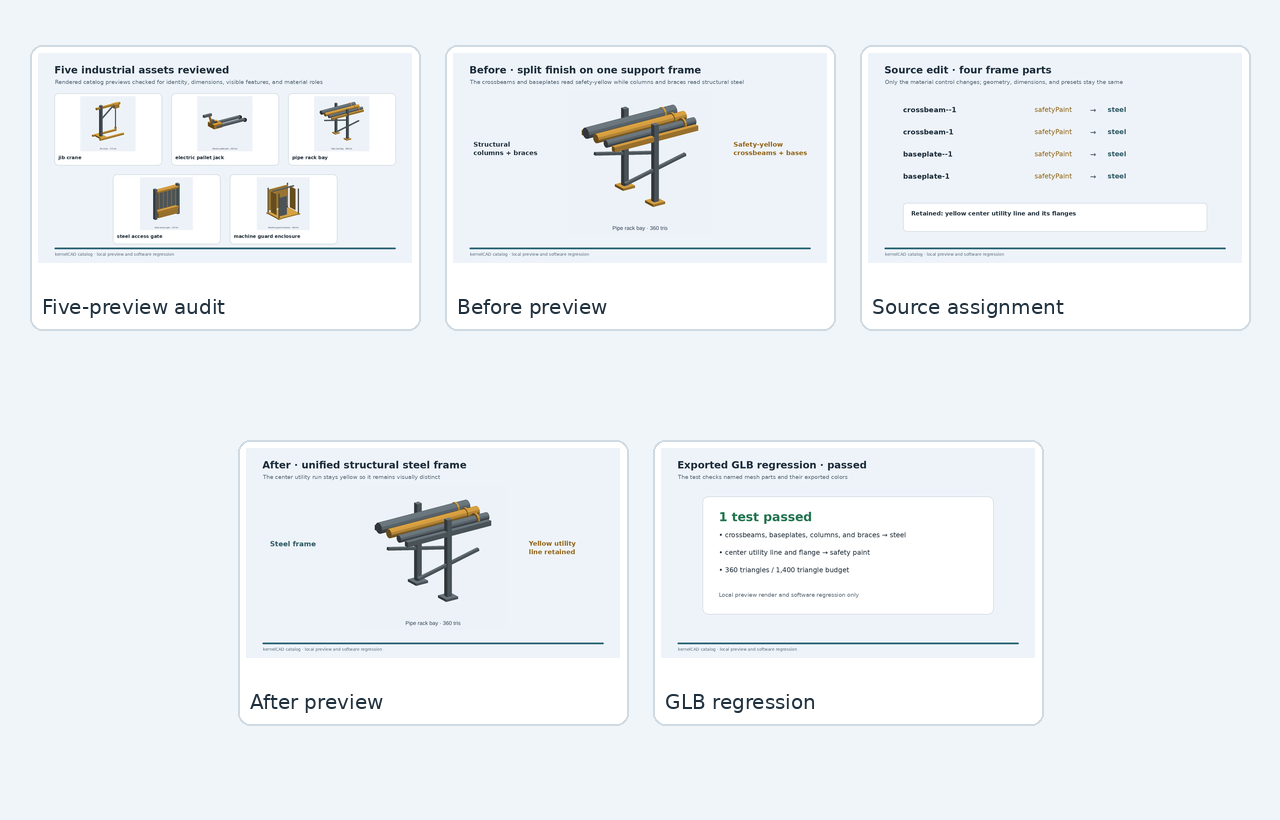 Five industrial assets reviewed
Rendered catalog previews checked for identity, dimensions, visible features, and material roles
jib crane
electric pallet jack
pipe rack bay
steel access gate
machine guard enclosure
kernelCAD catalog · local preview and software regression
Five-preview audit
Before · split finish on one support frame
The crossbeams and baseplates read safety-yellow while columns and braces read structural steel
Structural
columns + braces
Safety-yellow
crossbeams + bases
Pipe rack bay · 360 tris
kernelCAD catalog · local preview and software regression
Before preview
Source edit · four frame parts
Only the material control changes; geometry, dimensions, and presets stay the same
crossbeam--1 safetyPaint → steel
crossbeam-1 safetyPaint → steel
baseplate--1 safetyPaint → steel
baseplate-1 safetyPaint → steel
Retained: yellow center utility line and its flanges
kernelCAD catalog · local preview and software regression
Source assignment
After · unified structural steel frame
The center utility run stays yellow so it remains visually distinct
Steel frame
Yellow utility
line retained
Pipe rack bay · 360 tris
kernelCAD catalog · local preview and software regression
After preview
Exported GLB regression · passed
The test checks named mesh parts and their exported colors
1 test passed
• crossbeams, baseplates, columns, and braces → steel
• center utility line and flange → safety paint
• 360 triangles / 1,400 triangle budget
Local preview render and software regression only
kernelCAD catalog · local preview and software regression
GLB regression